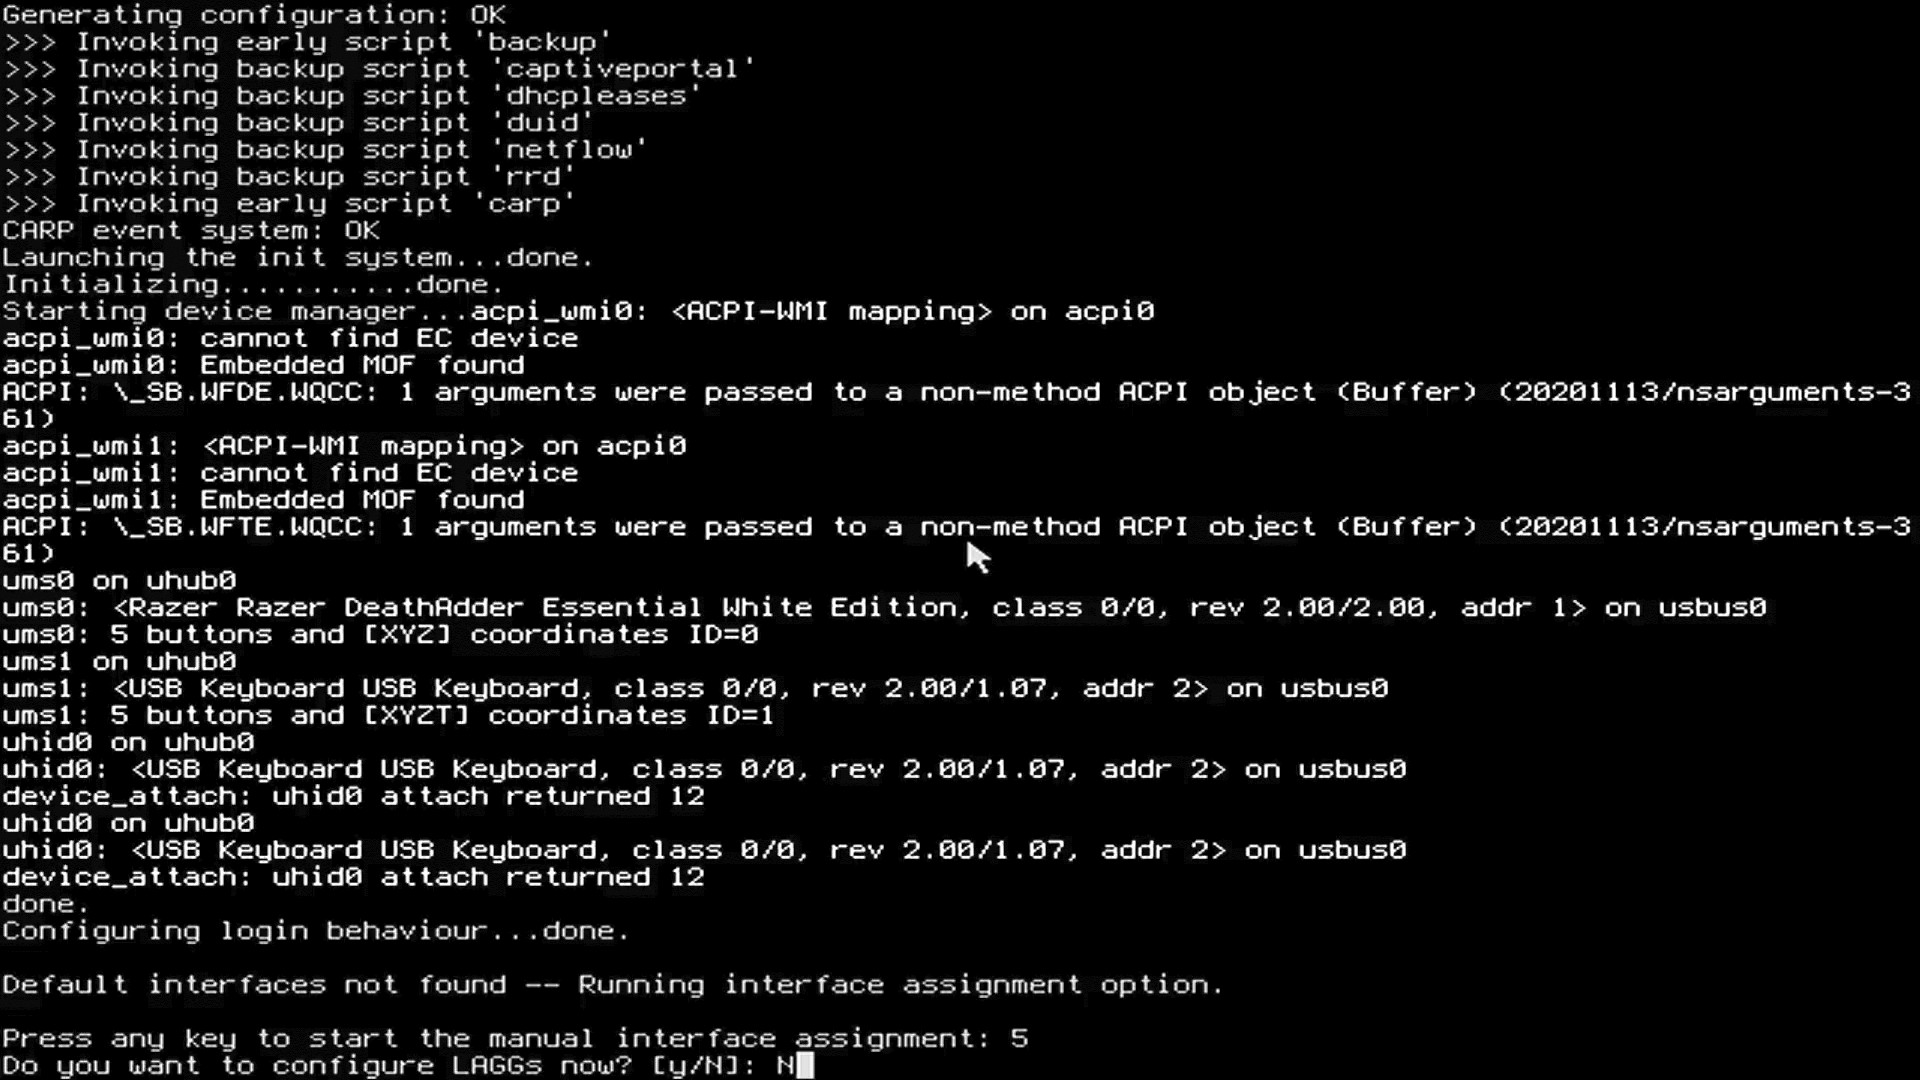 Generating configuration: OK
>>> Invoking early script 'backup'
>>> Invoking backup script 'captiveportal'
>>> Invoking backup script 'dhcpleases'
>>> Invoking backup script 'duid'
>>> Invoking backup script 'netflow'
>>> Invoking backup script 'rrd'
>>> Invoking early script 'carp'
CARP event system: OK
Launching the init system...done.
Initializing...........done.
Starting device manager...acpi_wmi0: <ACPI-WMI mapping> on acpi0
acpi_wmi0: cannot find EC device
acpi_wmi0: Embedded MOF found
ACPI: \_SB.WFDE.WQCC: 1 arguments were passed to a non-method ACPI object (Buffer) (20201113/nsarguments-3
61)
acpi_wmi1: <ACPI-WMI mapping> on acpi0
acpi_wmi1: cannot find EC device
acpi_wmi1: Embedded MOF found
ACPI: \_SB.WFTE.WQCC: 1 arguments were passed to a non-method ACPI object (Buffer) (20201113/nsarguments-3
61)
ums0 on uhub0
ums0: <Razer Razer DeathAdder Essential White Edition, class 0/0, rev 2.00/2.00, addr 1> on usbus0
ums0: 5 buttons and [XYZ] coordinates ID=0
ums1 on uhub0
ums1: <USB Keyboard USB Keyboard, class 0/0, rev 2.00/1.07, addr 2> on usbus0
ums1: 5 buttons and [XYZT] coordinates ID=1
uhid0 on uhub0
uhid0: <USB Keyboard USB Keyboard, class 0/0, rev 2.00/1.07, addr 2> on usbus0
device_attach: uhid0 attach returned 12
uhid0 on uhub0
uhid0: <USB Keyboard USB Keyboard, class 0/0, rev 2.00/1.07, addr 2> on usbus0
device_attach: uhid0 attach returned 12
done.
Configuring login behaviour...done.
Default interfaces not found -- Running interface assignment option.
Press any key to start the manual interface assignment: 5
Do you want to configure LAGGs now? [y/N]: N